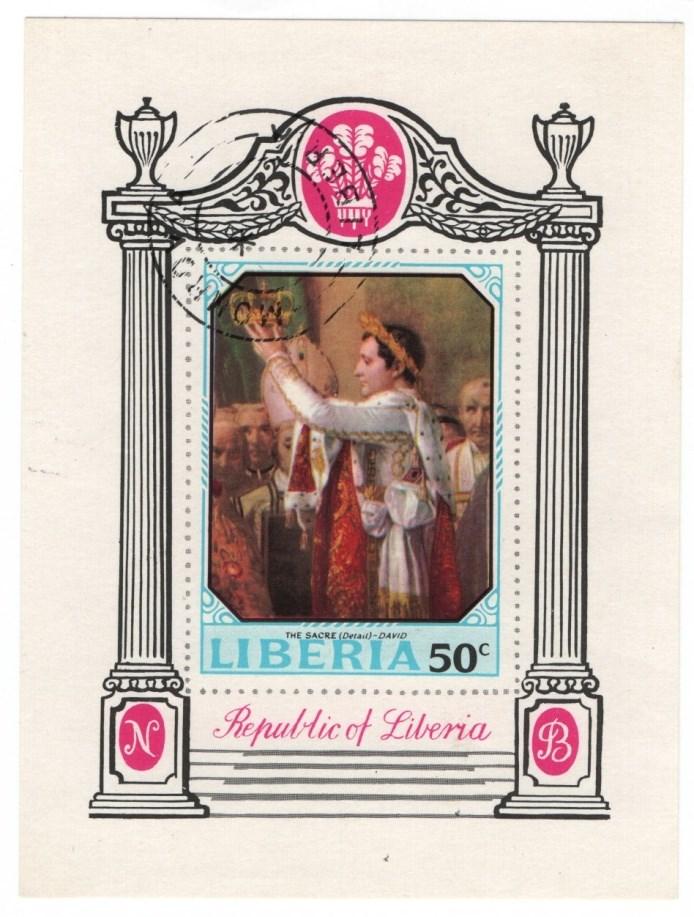 THE SACRE (Detail) - DAVID
LIBERIA 50c
Republic of Liberia
N B